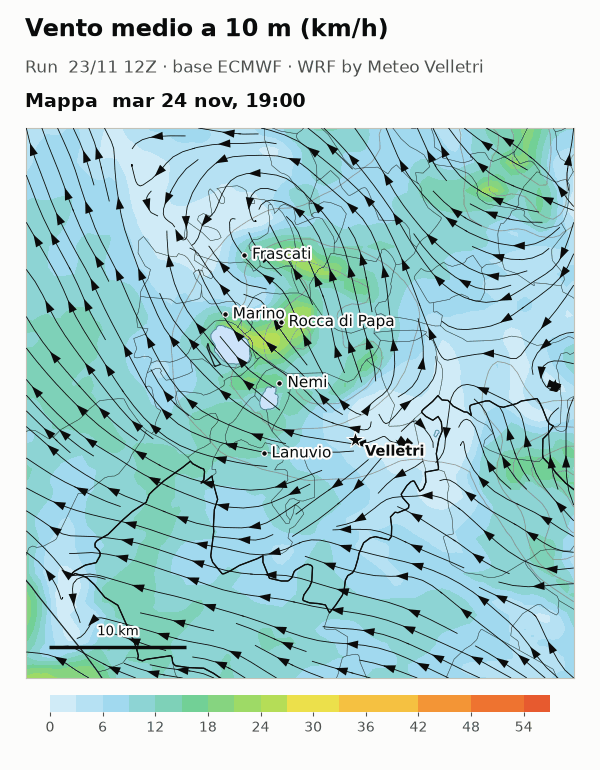 Vento medio a 10 m (km/h)
Run  23/11 12Z · base ECMWF · WRF by Meteo Velletri
Mappa  mar 24 nov, 19:00
Frascati
Marino
Rocca di Papa
Nemi
Velletri
Lanuvio
10 km
0 6 12 18 24 30 36 42 48 54